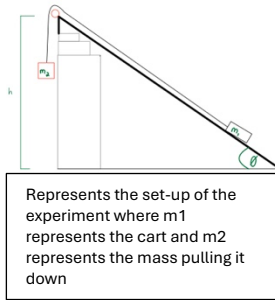 h
m₂
m₁
Ø
Represents the set-up of the
experiment where m1
represents the cart and m2
represents the mass pulling it
down